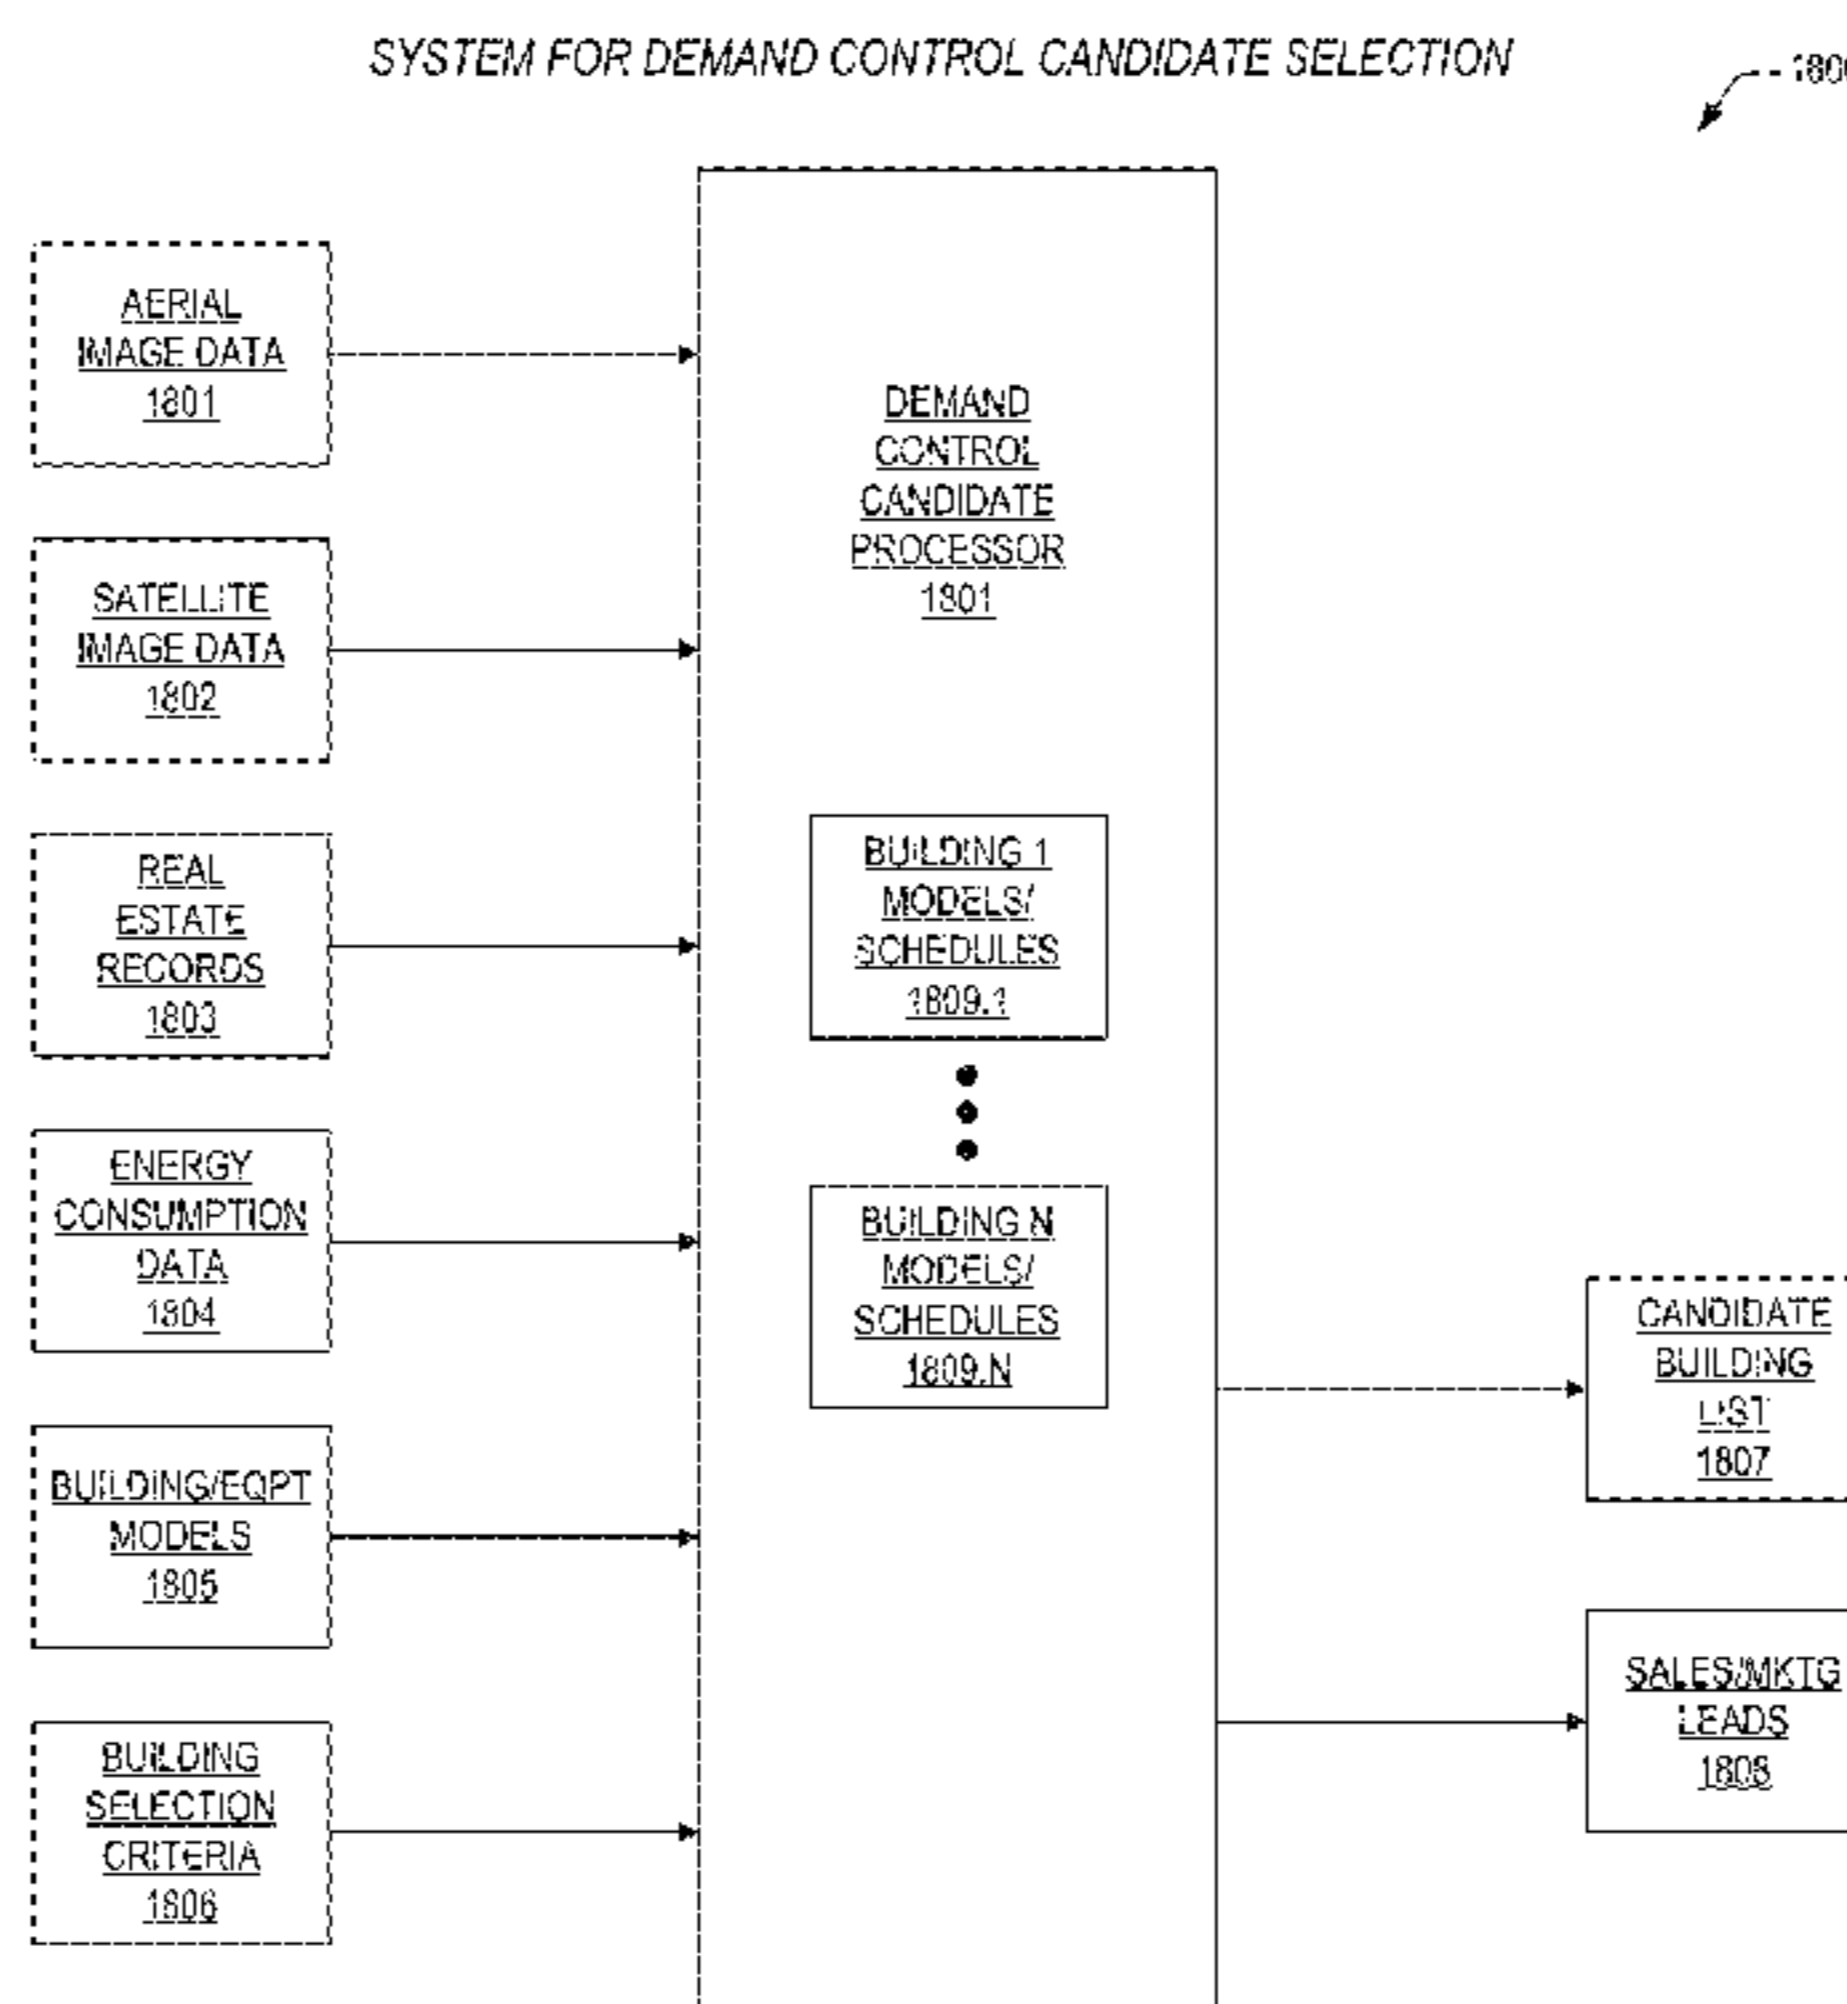 SYSTEM FOR DEMAND CONTROL CANDIDATE SELECTION
AERIAL
IMAGE DATA
1801
SATELLITE
IMAGE DATA
1802
REAL
ESTATE
RECORDS
1803
ENERGY
CONSUMPTION
DATA
1804
BUILDING/EQPT
MODELS
1805
BUILDING
SELECTION
CRITERIA
1806
DEMAND
CONTROL
CANDIDATE
PROCESSOR
1801
BUILDING 1
MODELS/
SCHEDULES
1809.1
BUILDING N
MODELS/
SCHEDULES
1809.N
CANDIDATE
BUILDING
LIST
1807
SALES/MKTG
LEADS
1808